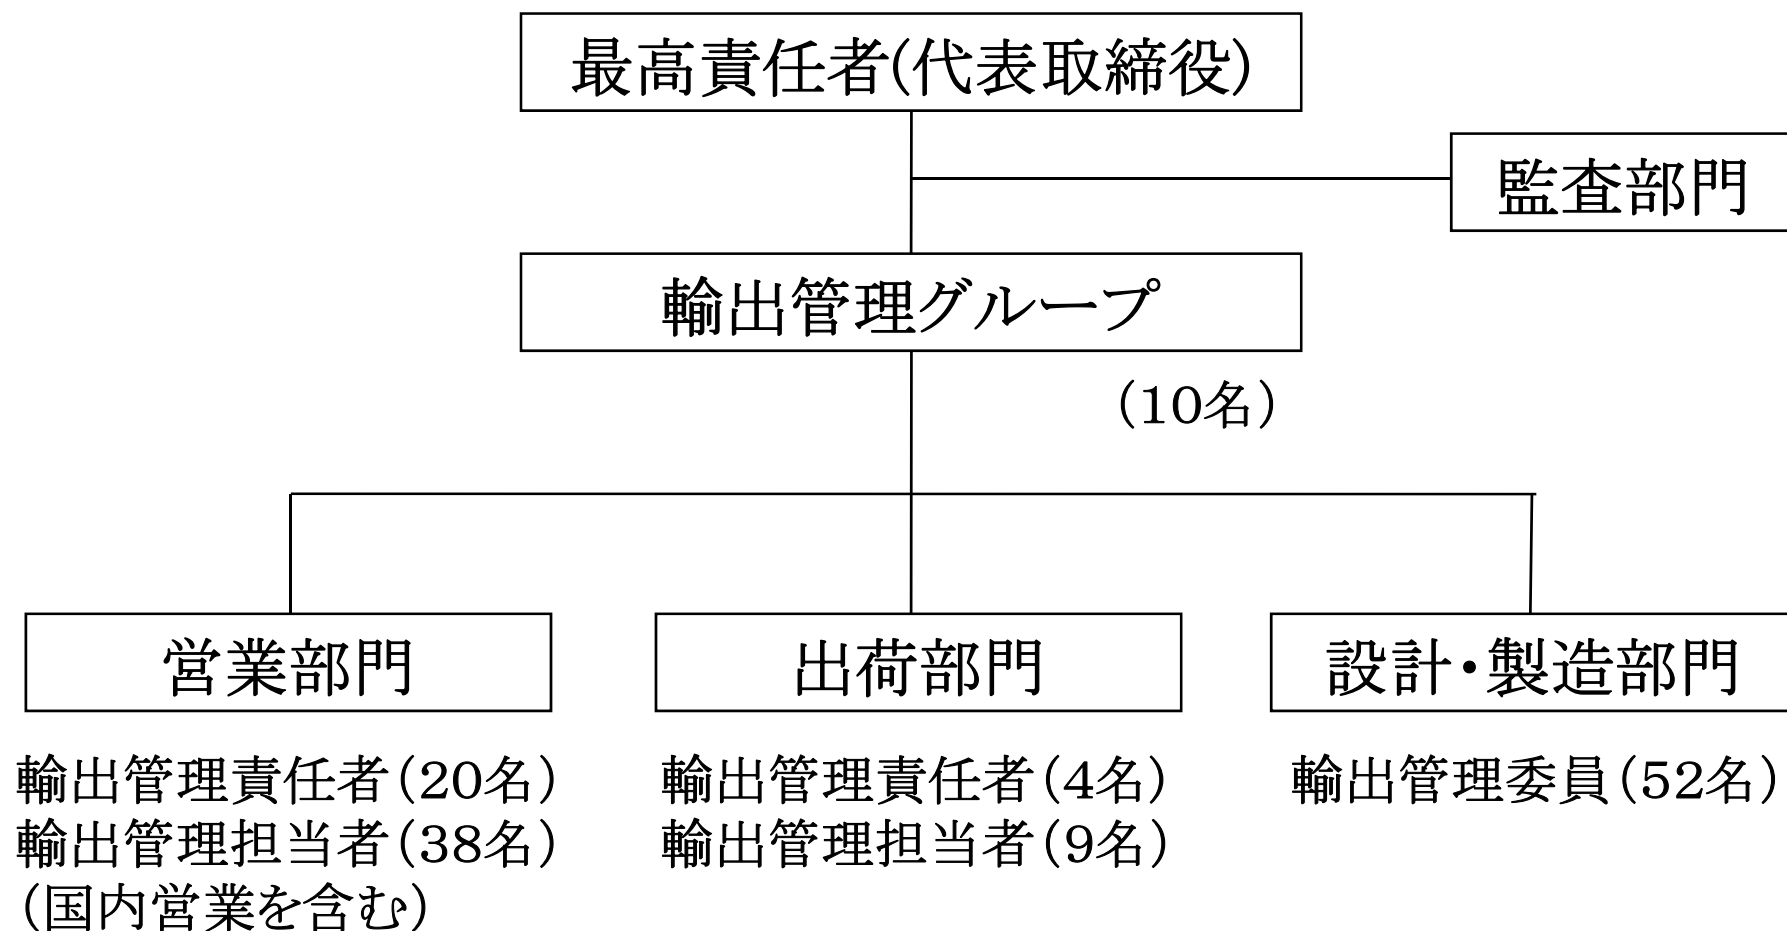 最高責任者(代表取締役)
監査部門
輸出管理グループ
(10名)
営業部門
輸出管理責任者(20名)
輸出管理担当者(38名)
(国内営業を含む)
出荷部門
輸出管理責任者(4名)
輸出管理担当者(9名)
設計・製造部門
輸出管理委員(52名)